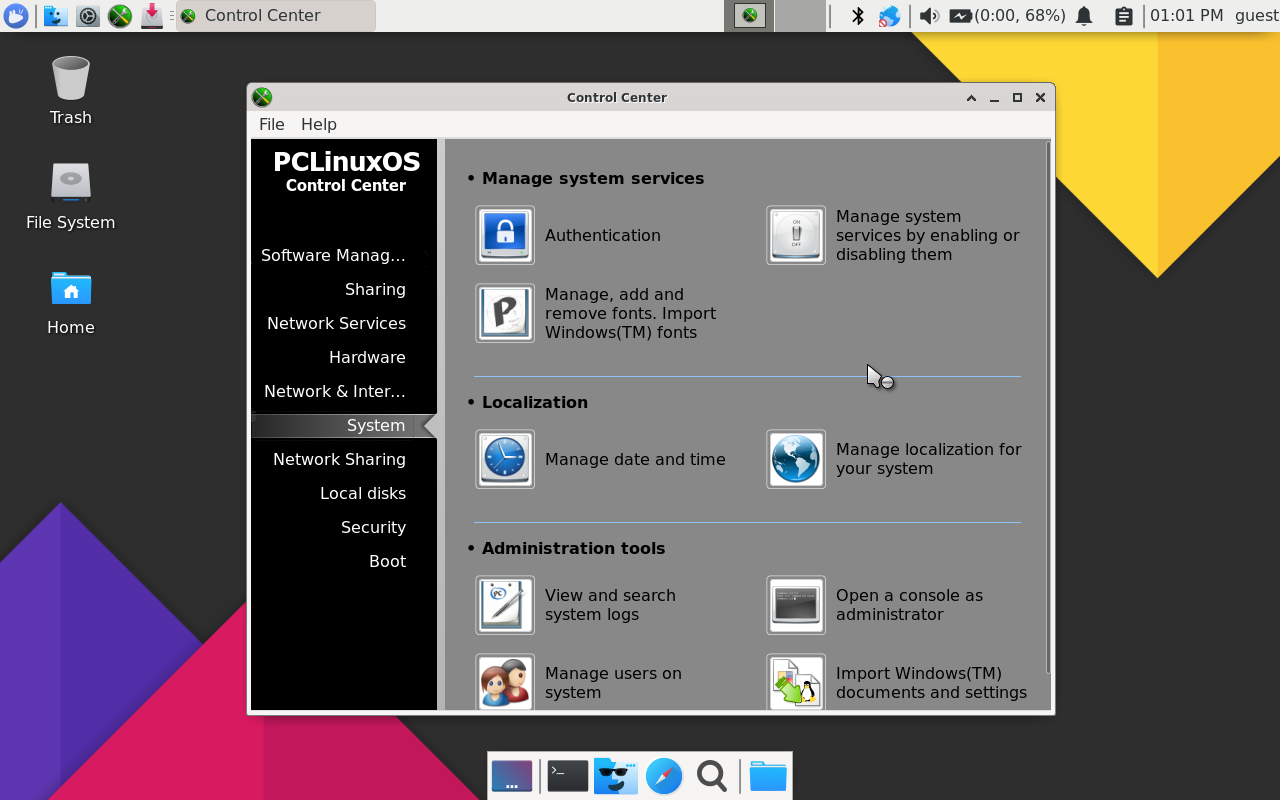 Control Center
(0:00, 68%)
01:01 PM
guest
Trash
File System
Home
Control Center
File
Help
PCLinuxOS
Control Center
Software Manag...
Sharing
Network Services
Hardware
Network & Inter...
System
Network Sharing
Local disks
Security
Boot
• Manage system services
Authentication
ON
OFF
Manage system
services by enabling or
disabling them
P
Manage, add and
remove fonts. Import
Windows(TM) fonts
• Localization
Manage date and time
Manage localization for
your system
• Administration tools
PC
View and search
system logs
Open a console as
administrator
Manage users on
system
Import Windows(TM)
documents and settings